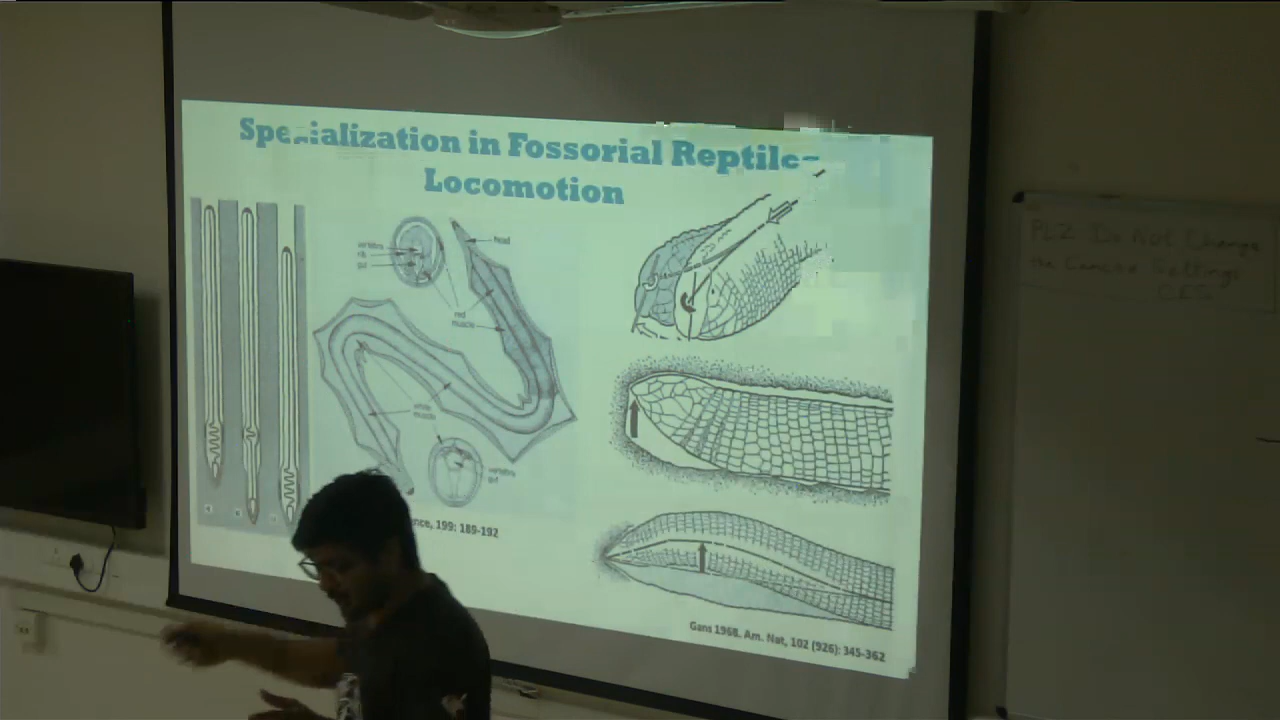 Specialization in Fossorial Reptiles
Locomotion
vertebra
rib
gut
head
red
muscle
white
muscle
vertebra
gut
nce, 199: 189-192
Gans 1968. Am. Nat, 102 (926): 345-362
PLZ Do Not Change
the Camera Settings